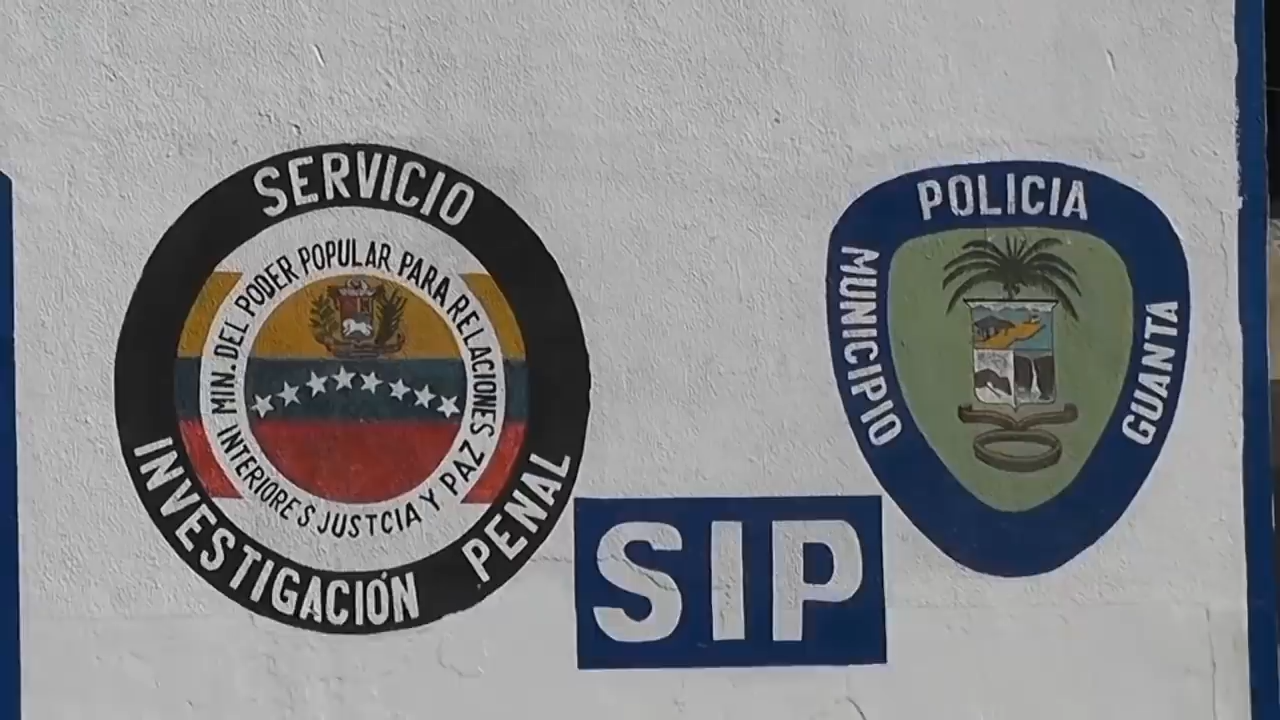 SERVICIO
INVESTIGACIÓN PENAL
MIN. DEL PODER POPULAR PARA RELACIONES
INTERIORES JUSTCIA Y PAZ
SIP
POLICIA
MUNICIPIO
GUANTA